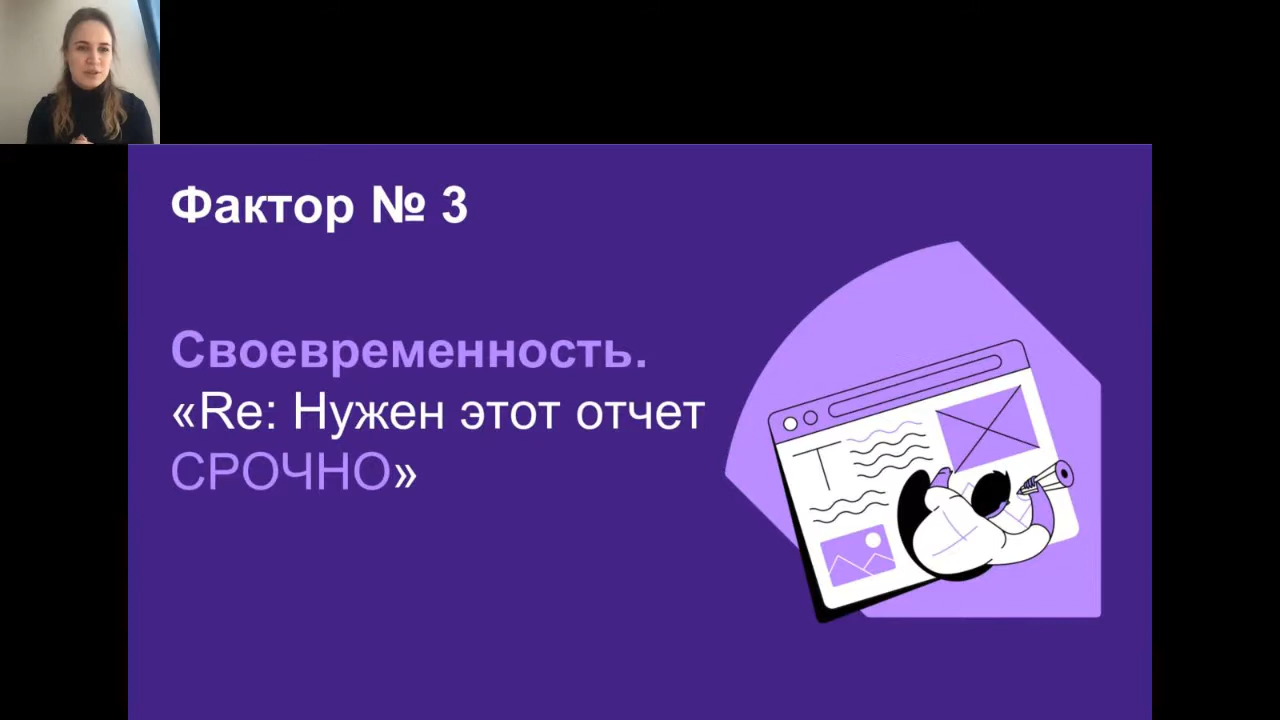 Фактор № 3
Своевременность.
«Re: Нужен этот отчет
СРОЧНО»